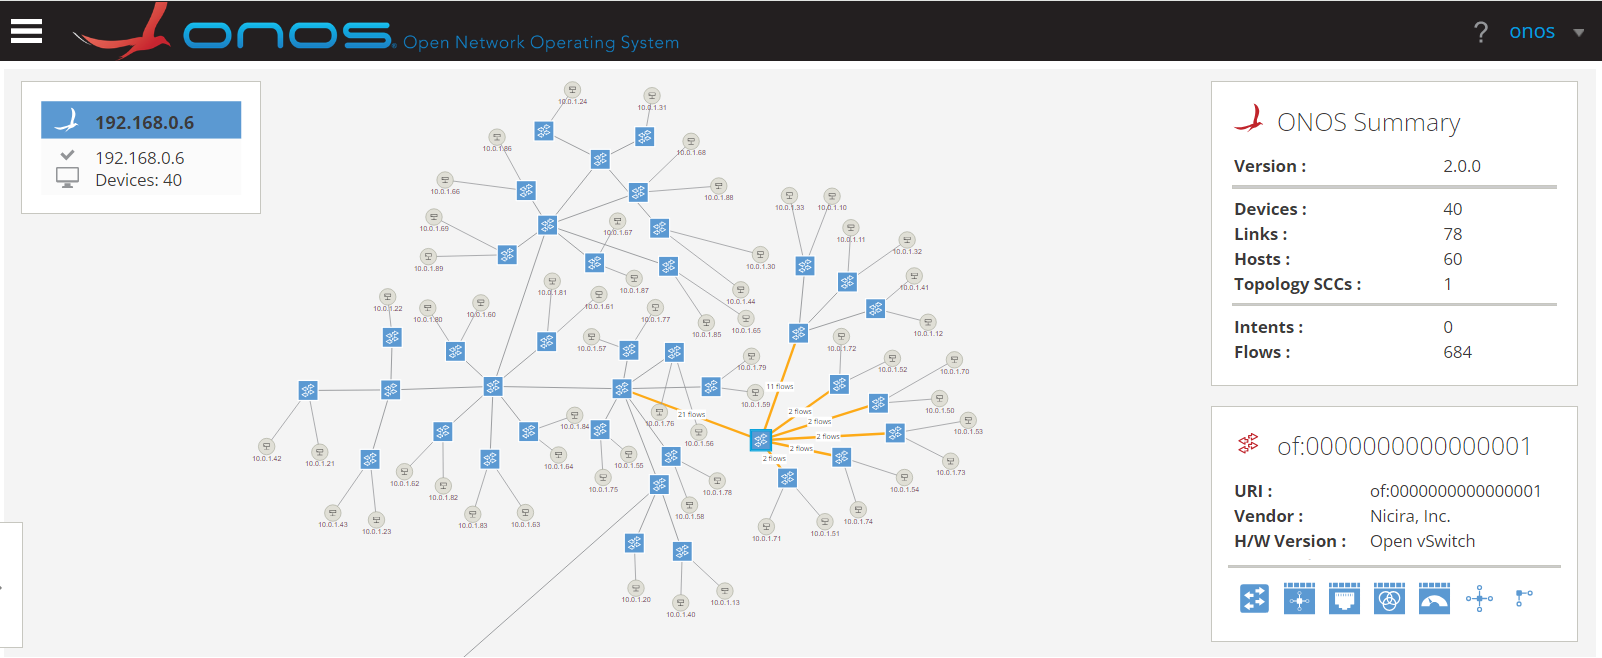 onos Open Network Operating System
? onos
192.168.0.6
192.168.0.6
Devices: 40
ONOS Summary
Version : 2.0.0
Devices : 40
Links : 78
Hosts : 60
Topology SCCs : 1
Intents : 0
Flows : 684
of:0000000000000001
URI : of:0000000000000001
Vendor : Nicira, Inc.
H/W Version : Open vSwitch
10.0.1.24
10.0.1.31
10.0.1.86
10.0.1.68
10.0.1.66
10.0.1.88
10.0.1.33
10.0.1.10
10.0.1.69
10.0.1.67
10.0.1.11
10.0.1.32
10.0.1.89
10.0.1.30
10.0.1.81
10.0.1.87
10.0.1.41
10.0.1.22
10.0.1.61
10.0.1.44
10.0.1.80
10.0.1.60
10.0.1.77
10.0.1.85
10.0.1.65
10.0.1.12
10.0.1.57
10.0.1.72
10.0.1.79
10.0.1.52
10.0.1.70
11 flows
10.0.1.59
21 flows
2 flows
10.0.1.50
10.0.1.84
10.0.1.76
2 flows
10.0.1.53
10.0.1.56
2 flows
2 flows
2 flows
10.0.1.42
10.0.1.21
10.0.1.64
10.0.1.55
10.0.1.73
10.0.1.62
10.0.1.82
10.0.1.75
10.0.1.78
10.0.1.54
10.0.1.43
10.0.1.23
10.0.1.83
10.0.1.63
10.0.1.58
10.0.1.74
10.0.1.71
10.0.1.51
10.0.1.20
10.0.1.40
10.0.1.13